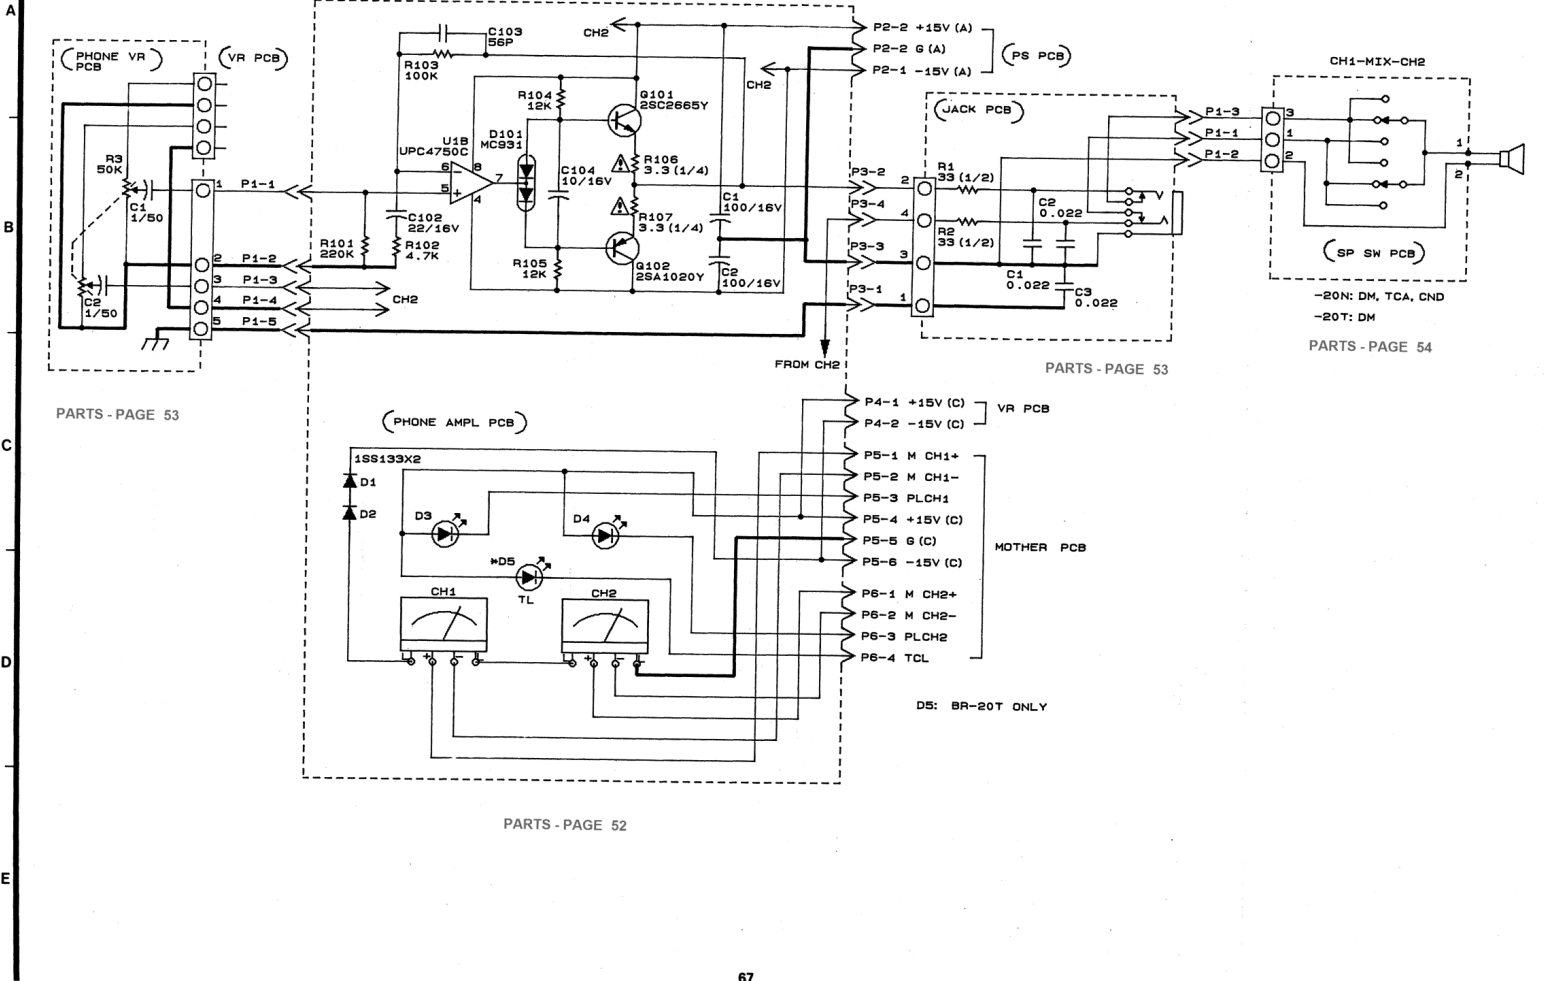 A
B
C
D
E
(PHONE VR PCB)
(VR PCB)
R3
50K
C1
1/50
C2
1/50
1
2
3
4
5
P1-1
P1-2
P1-3
P1-4
P1-5
CH2
PARTS - PAGE 53
C103
56P
R103
100K
CH2
CH2
R104
12K
Q101
2SC2665Y
U1B
UPC4750C
D101
MC931
6
8
5
7
4
−
+
C104
10/16V
R106
3.3 (1/4)
R107
3.3 (1/4)
C102
22/16V
R101
220K
R102
4.7K
R105
12K
Q102
2SA1020Y
C1
100/16V
C2
100/16V
P2-2 +15V (A)
P2-2 G (A)
P2-1 -15V (A)
(PS PCB)
P3-2
P3-4
P3-3
P3-1
FROM CH2
(JACK PCB)
2
4
3
1
R1
33 (1/2)
R2
33 (1/2)
C2
0.022
C1
0.022
C3
0.022
PARTS - PAGE 53
P1-3
P1-1
P1-2
CH1-MIX-CH2
3
1
2
1
2
(SP SW PCB)
-20N: DM, TCA, CND
-20T: DM
PARTS - PAGE 54
(PHONE AMPL PCB)
1SS133X2
D1
D2
D3
D4
*D5
TL
CH1
CH2
+
−
+
−
P4-1 +15V (C)
P4-2 -15V (C)
VR PCB
P5-1 M CH1+
P5-2 M CH1-
P5-3 PLCH1
P5-4 +15V (C)
P5-5 G (C)
P5-6 -15V (C)
P6-1 M CH2+
P6-2 M CH2-
P6-3 PLCH2
P6-4 TCL
MOTHER PCB
D5: BR-20T ONLY
PARTS - PAGE 52
67